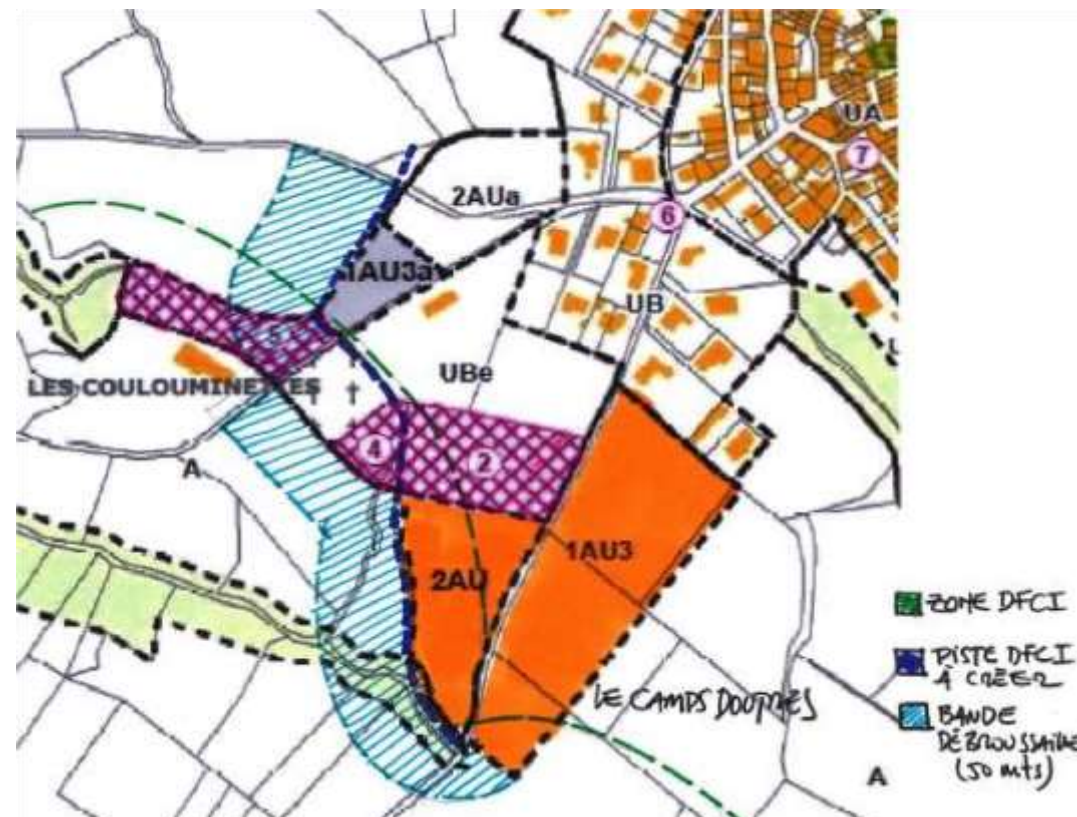 UA
7
2AUa
6
1AU3a
UB
5
UBe
LES COULOUMINETTES
4
2
A
1AU3
2AU
ZONE DFCI
PISTE DFCI
À CRÉER
LE CAMPS DOUTRES
BANDE
DÉBROUSSAILLÉE
(50 mts)
A